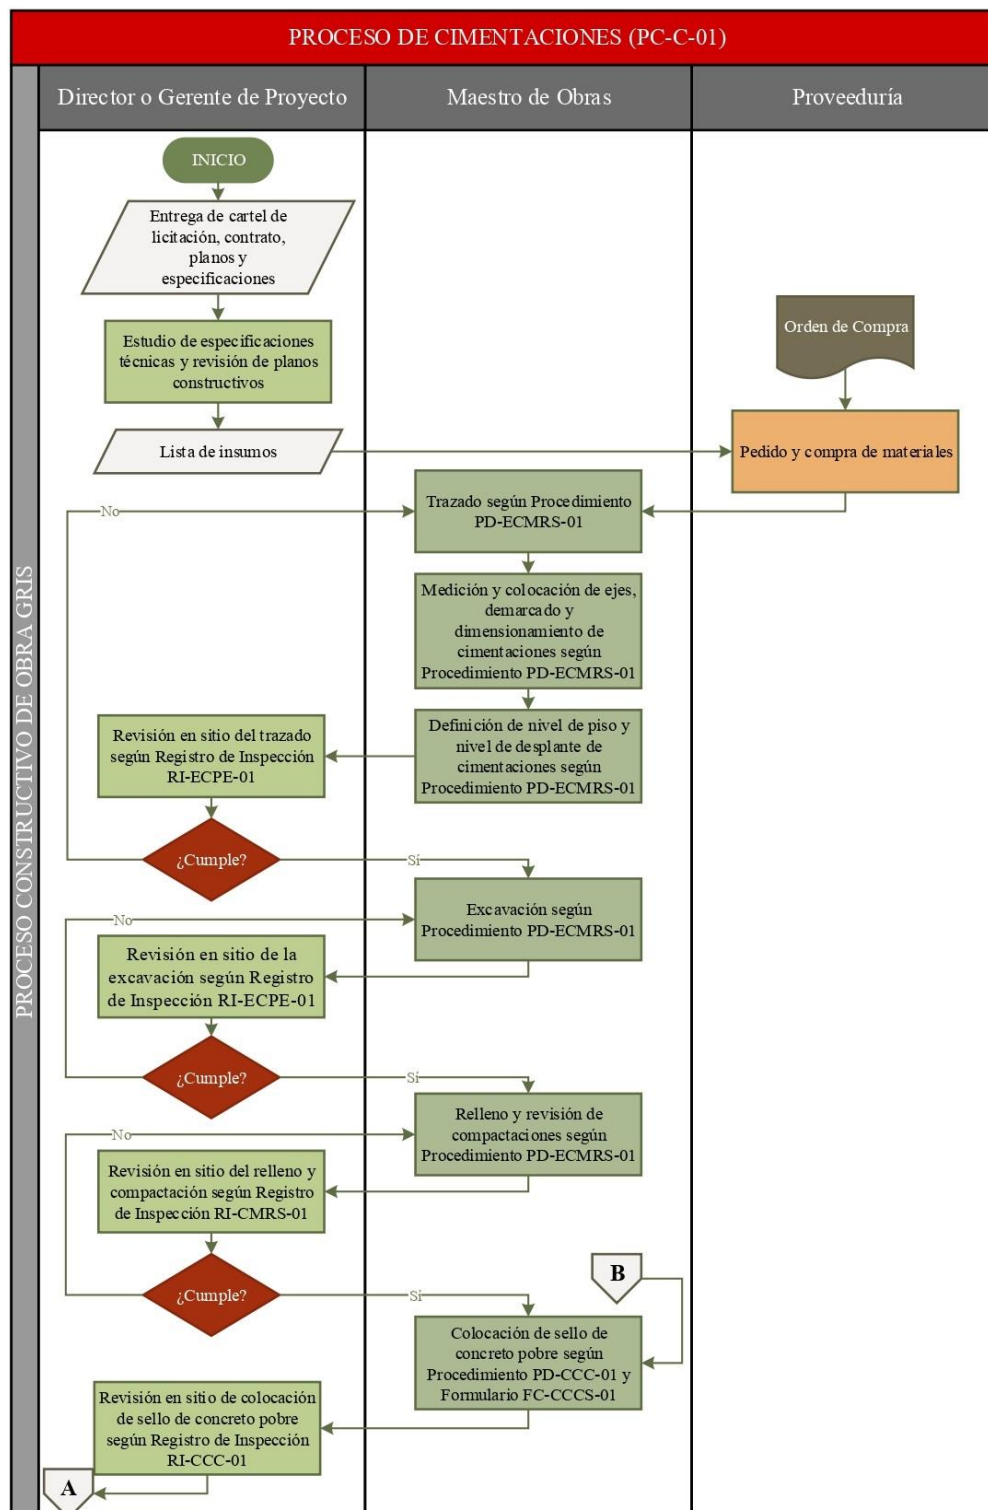 PROCESO DE CIMENTACIONES (PC-C-01)
PROCESO CONSTRUCTIVO DE OBRA GRIS
Director o Gerente de Proyecto
Maestro de Obras
Proveeduría
INICIO
Entrega de cartel de
licitación, contrato,
planos y
especificaciones
Estudio de especificaciones
técnicas y revisión de planos
constructivos
Orden de Compra
Lista de insumos
Pedido y compra de materiales
No
Trazado según Procedimiento
PD-ECMRS-01
Medición y colocación de ejes,
demarcado y
dimensionamiento de
cimentaciones según
Procedimiento PD-ECMRS-01
Definición de nivel de piso y
nivel de desplante de
cimentaciones según
Procedimiento PD-ECMRS-01
Revisión en sitio del trazado
según Registro de Inspección
RI-ECPE-01
¿Cumple?
Sí
Excavación según
Procedimiento PD-ECMRS-01
No
Revisión en sitio de la
excavación según Registro
de Inspección RI-ECPE-01
¿Cumple?
Sí
Relleno y revisión de
compactaciones según
Procedimiento PD-ECMRS-01
No
Revisión en sitio del relleno y
compactación según Registro
de Inspección RI-CMRS-01
¿Cumple?
Sí
B
Colocación de sello de
concreto pobre según
Procedimiento PD-CCC-01 y
Formulario FC-CCCS-01
Revisión en sitio de colocación
de sello de concreto pobre
según Registro de Inspección
RI-CCC-01
A